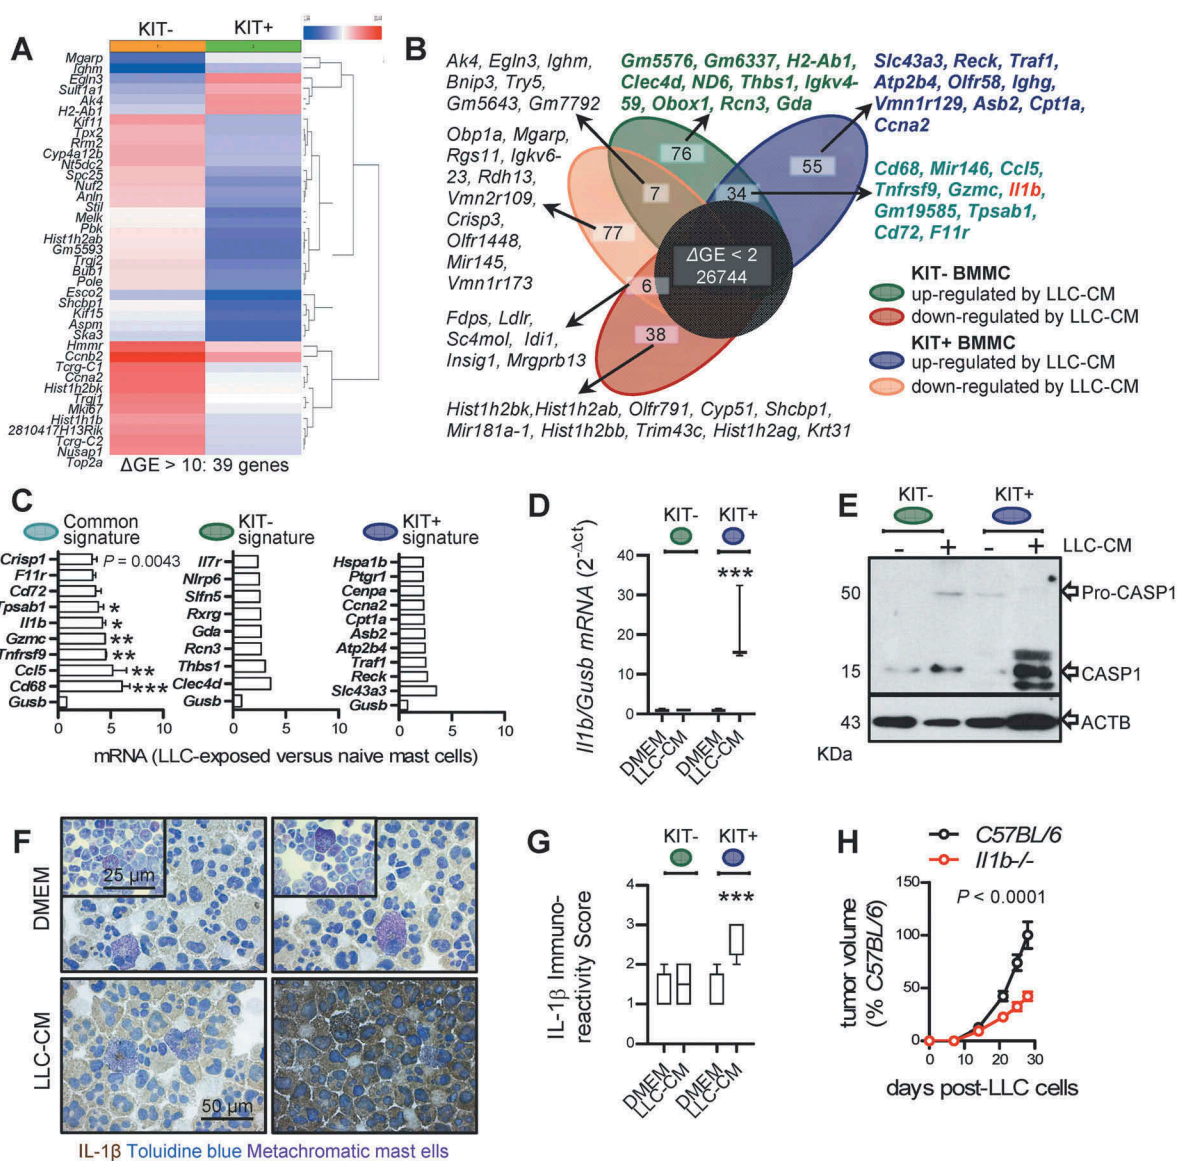 A
KIT-
KIT+
Mgarp
Ighm
Egln3
Sult1a1
Ak4
H2-Ab1
Kif11
Tpx2
Rrm2
Cyp4a12b
Nt5dc2
Spc25
Nuf2
Anln
Stil
Melk
Pbk
Hist1h2ab
Gm5593
Trgj2
Bub1
Pole
Esco2
Shcbp1
Kif15
Aspm
Ska3
Hmmr
Ccnb2
Tcrg-C1
Ccna2
Hist1h2bk
Trgj1
Mki67
Hist1h1b
2810417H13Rik
Tcrg-C2
Nusap1
Top2a
ΔGE > 10: 39 genes
B
Ak4, Egln3, Ighm,
Bnip3, Try5,
Gm5643, Gm7792
Gm5576, Gm6337, H2-Ab1,
Clec4d, ND6, Thbs1, Igkv4-
59, Obox1, Rcn3, Gda
Slc43a3, Reck, Traf1,
Atp2b4, Olfr58, Ighg,
Vmn1r129, Asb2, Cpt1a,
Ccna2
Obp1a, Mgarp,
Rgs11, Igkv6-
23, Rdh13,
Vmn2r109,
Crisp3,
Olfr1448,
Mir145,
Vmn1r173
Cd68, Mir146, Ccl5,
Tnfrsf9, Gzmc, Il1b,
Gm19585, Tpsab1,
Cd72, F11r
76
55
7
34
77
ΔGE < 2
26744
6
38
Fdps, Ldlr,
Sc4mol, Idi1,
Insig1, Mrgprb13
Hist1h2bk,Hist1h2ab, Olfr791, Cyp51, Shcbp1,
Mir181a-1, Hist1h2bb, Trim43c, Hist1h2ag, Krt31
KIT- BMMC
up-regulated by LLC-CM
down-regulated by LLC-CM
KIT+ BMMC
up-regulated by LLC-CM
down-regulated by LLC-CM
C
Common
signature
Crisp1
P = 0.0043
F11r
Cd72
Tpsab1 *
Il1b *
Gzmc **
Tnfrsf9 **
Ccl5 **
Cd68 ***
Gusb
0 5 10
KIT-
signature
Il7r
Nlrp6
Slfn5
Rxrg
Gda
Rcn3
Thbs1
Clec4d
Gusb
0 5 10
KIT+
signature
Hspa1b
Ptgr1
Cenpa
Ccna2
Cpt1a
Asb2
Atp2b4
Traf1
Reck
Slc43a3
Gusb
0 5 10
mRNA (LLC-exposed versus naive mast cells)
D
KIT-
KIT+
Il1b/Gusb mRNA (2^-Δct)
40
30
20
10
0
***
DMEM
LLC-CM
DMEM
LLC-CM
E
KIT-
KIT+
- + - + LLC-CM
50
Pro-CASP1
15
CASP1
43
ACTB
KDa
F
DMEM
25 µm
LLC-CM
50 µm
IL-1β Toluidine blue Metachromatic mast ells
G
KIT-
KIT+
IL-1β Immuno-
reactivity Score
4
3
2
1
0
***
DMEM
LLC-CM
DMEM
LLC-CM
H
C57BL/6
Il1b-/-
P < 0.0001
tumor volume
(% C57BL/6)
150
100
50
0
0 10 20 30
days post-LLC cells